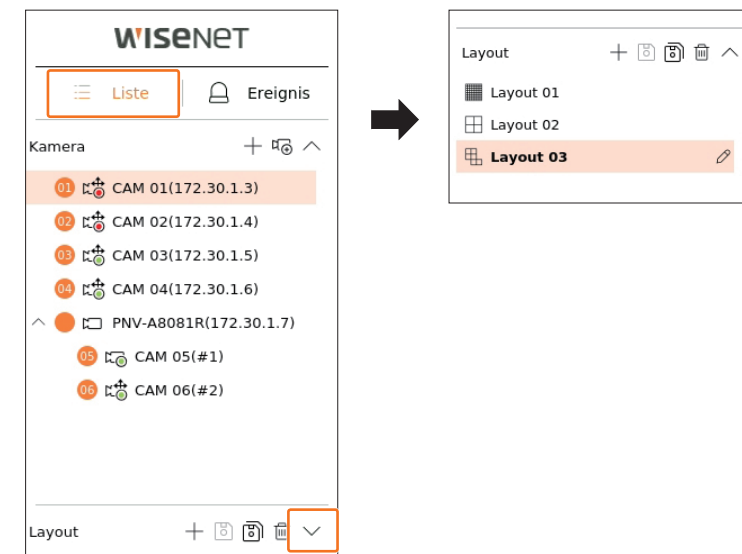 WISENET
Liste
Ereignis
Kamera
01 CAM 01(172.30.1.3)
02 CAM 02(172.30.1.4)
03 CAM 03(172.30.1.5)
04 CAM 04(172.30.1.6)
PNV-A8081R(172.30.1.7)
05 CAM 05(#1)
06 CAM 06(#2)
Layout
Layout
Layout 01
Layout 02
Layout 03